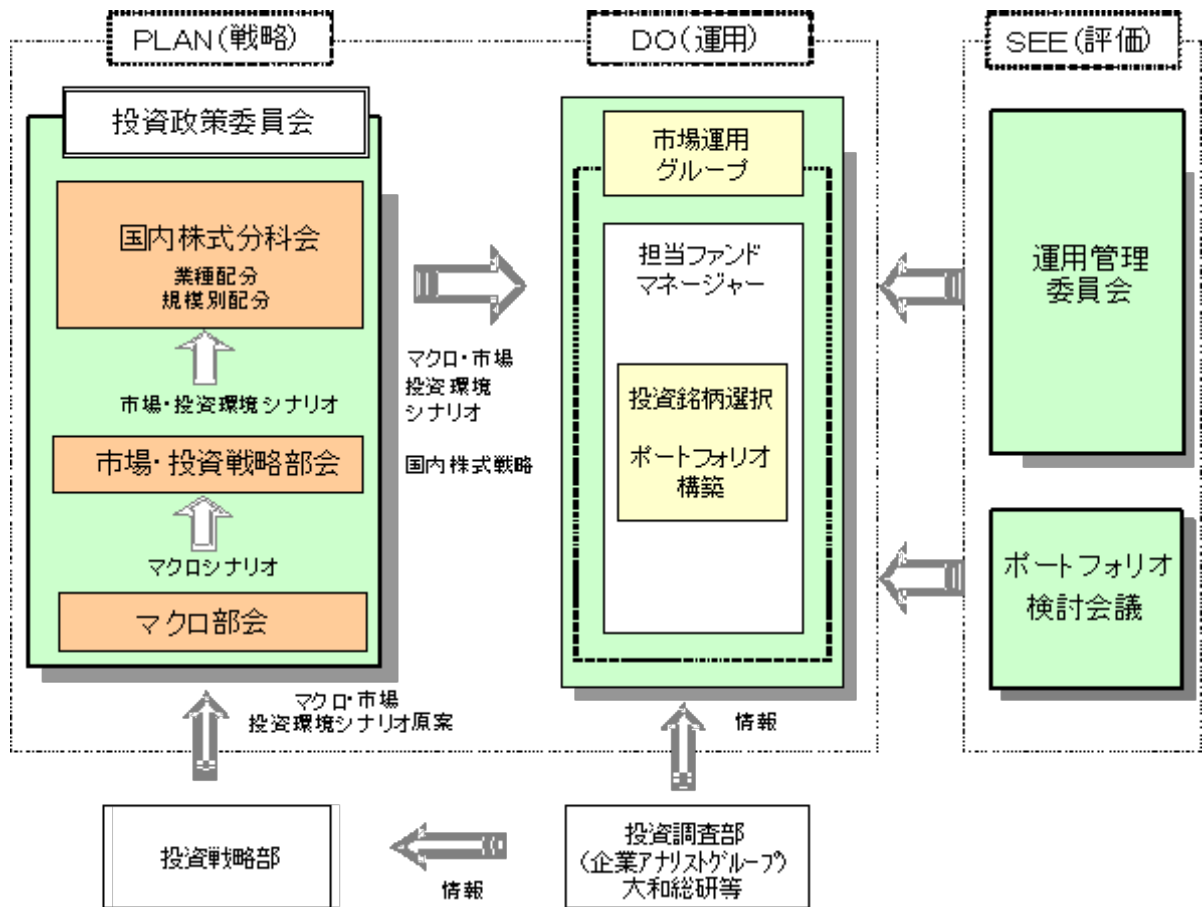 PLAN(戦略)
DO(運用)
SEE(評価)
投資政策委員会
国内株式分科会
業種配分
規模別配分
市場・投資環境シナリオ
市場・投資戦略部会
マクロシナリオ
マクロ部会
マクロ・市場
投資環境
シナリオ
国内株式戦略
市場運用
グループ
担当ファンド
マネージャー
投資銘柄選択
ポートフォリオ
構築
運用管理
委員会
ポートフォリオ
検討会議
マクロ・市場
投資環境シナリオ原案
情報
投資戦略部
情報
投資調査部
(企業アナリストグループ)
大和総研等